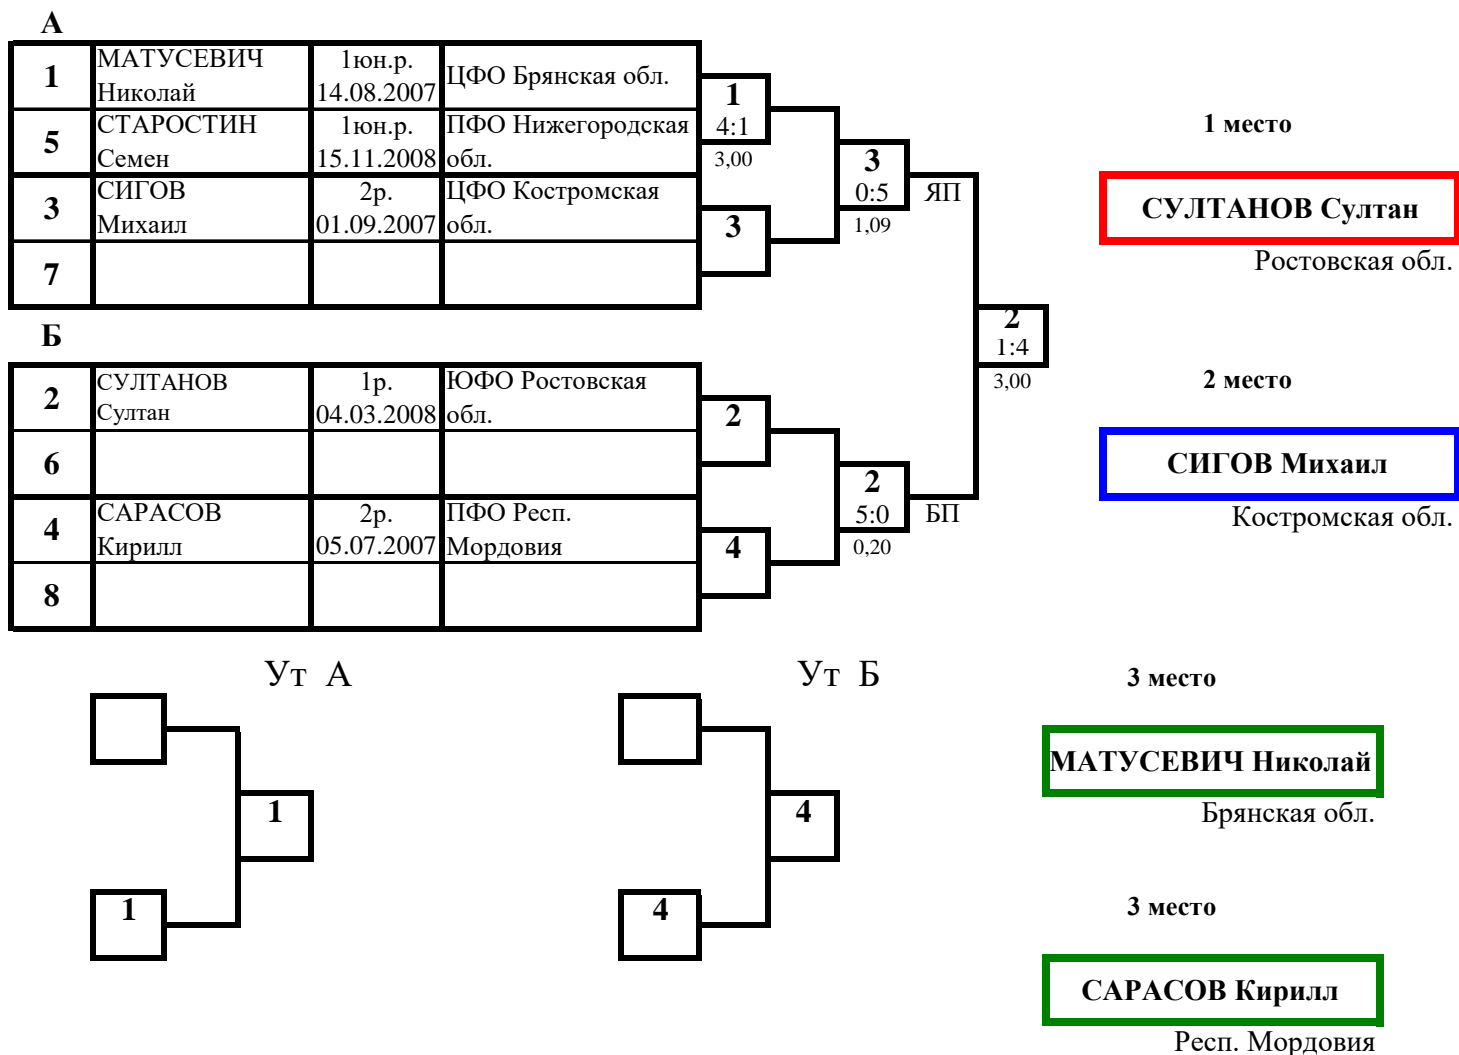 А
1
МАТУСЕВИЧ
Николай
1юн.р.
14.08.2007
ЦФО Брянская обл.
5
СТАРОСТИН
Семен
1юн.р.
15.11.2008
ПФО Нижегородская
обл.
3
СИГОВ
Михаил
2р.
01.09.2007
ЦФО Костромская
обл.
7
1
4:1
3,00
3
3
0:5
1,09
ЯП
Б
2
СУЛТАНОВ
Султан
1р.
04.03.2008
ЮФО Ростовская
обл.
6
4
САРАСОВ
Кирилл
2р.
05.07.2007
ПФО Респ.
Мордовия
8
2
4
2
5:0
0,20
БП
2
1:4
3,00
1 место
СУЛТАНОВ Султан
Ростовская обл.
2 место
СИГОВ Михаил
Костромская обл.
Ут А
1
1
Ут Б
4
4
3 место
МАТУСЕВИЧ Николай
Брянская обл.
3 место
САРАСОВ Кирилл
Респ. Мордовия